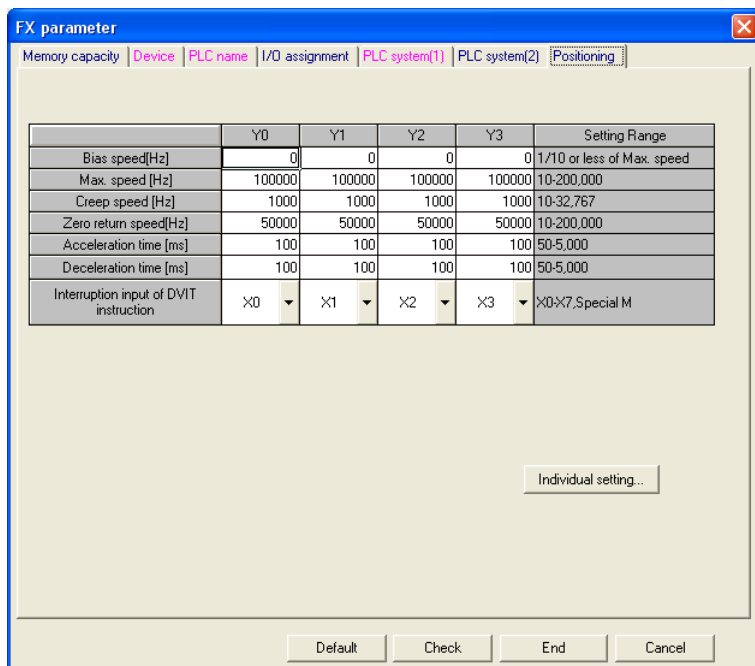 FX parameter
Memory capacity Device PLC name I/O assignment PLC system(1) PLC system(2) Positioning
Y0 Y1 Y2 Y3 Setting Range
Bias speed[Hz] 0 0 0 0 1/10 or less of Max. speed
Max. speed [Hz] 100000 100000 100000 100000 10-200,000
Creep speed [Hz] 1000 1000 1000 1000 10-32,767
Zero return speed[Hz] 50000 50000 50000 50000 10-200,000
Acceleration time [ms] 100 100 100 100 50-5,000
Deceleration time [ms] 100 100 100 100 50-5,000
Interruption input of DVIT
instruction X0 X1 X2 X3 X0-X7,Special M
Individual setting...
Default Check End Cancel